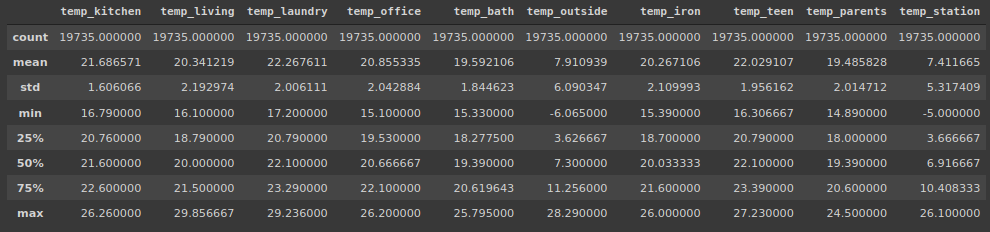 temp_kitchen temp_living temp_laundry temp_office temp_bath temp_outside temp_iron temp_teen temp_parents temp_station
count 19735.000000 19735.000000 19735.000000 19735.000000 19735.000000 19735.000000 19735.000000 19735.000000 19735.000000 19735.000000
mean 21.686571 20.341219 22.267611 20.855335 19.592106 7.910939 20.267106 22.029107 19.485828 7.411665
std 1.606066 2.192974 2.006111 2.042884 1.844623 6.090347 2.109993 1.956162 2.014712 5.317409
min 16.790000 16.100000 17.200000 15.100000 15.330000 -6.065000 15.390000 16.306667 14.890000 -5.000000
25% 20.760000 18.790000 20.790000 19.530000 18.277500 3.626667 18.700000 20.790000 18.000000 3.666667
50% 21.600000 20.000000 22.100000 20.666667 19.390000 7.300000 20.033333 22.100000 19.390000 6.916667
75% 22.600000 21.500000 23.290000 22.100000 20.619643 11.256000 21.600000 23.390000 20.600000 10.408333
max 26.260000 29.856667 29.236000 26.200000 25.795000 28.290000 26.000000 27.230000 24.500000 26.100000